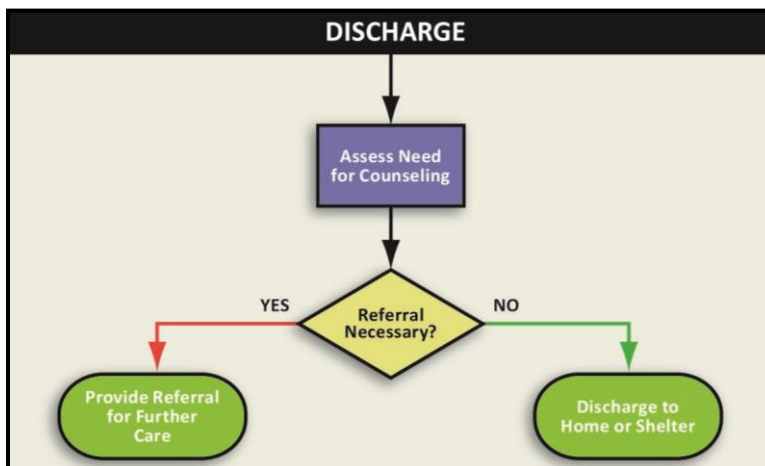 DISCHARGE
Assess Need
for Counseling
YES
NO
Referral
Necessary?
Provide Referral
for Further
Care
Discharge to
Home or Shelter